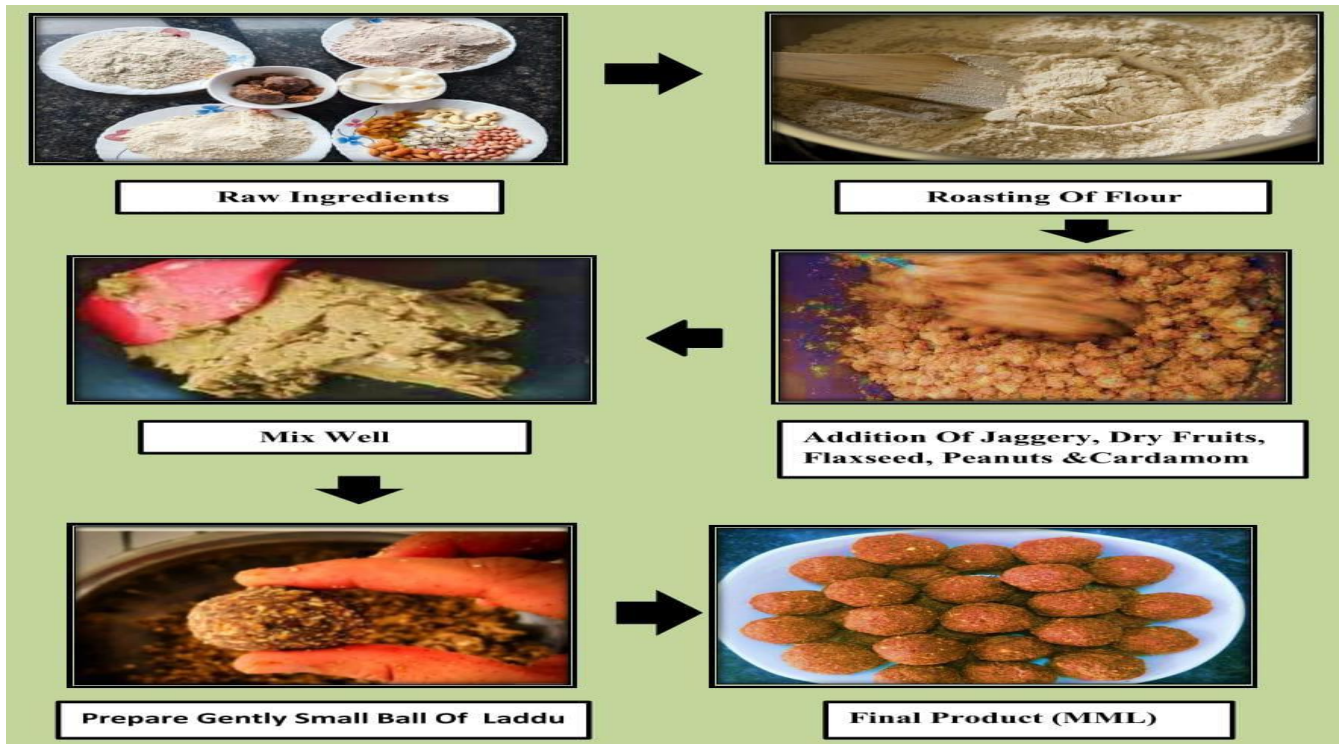 Raw Ingredients
Roasting Of Flour
Addition Of Jaggery, Dry Fruits,
Flaxseed, Peanuts &Cardamom
Mix Well
Prepare Gently Small Ball Of Laddu
Final Product (MML)